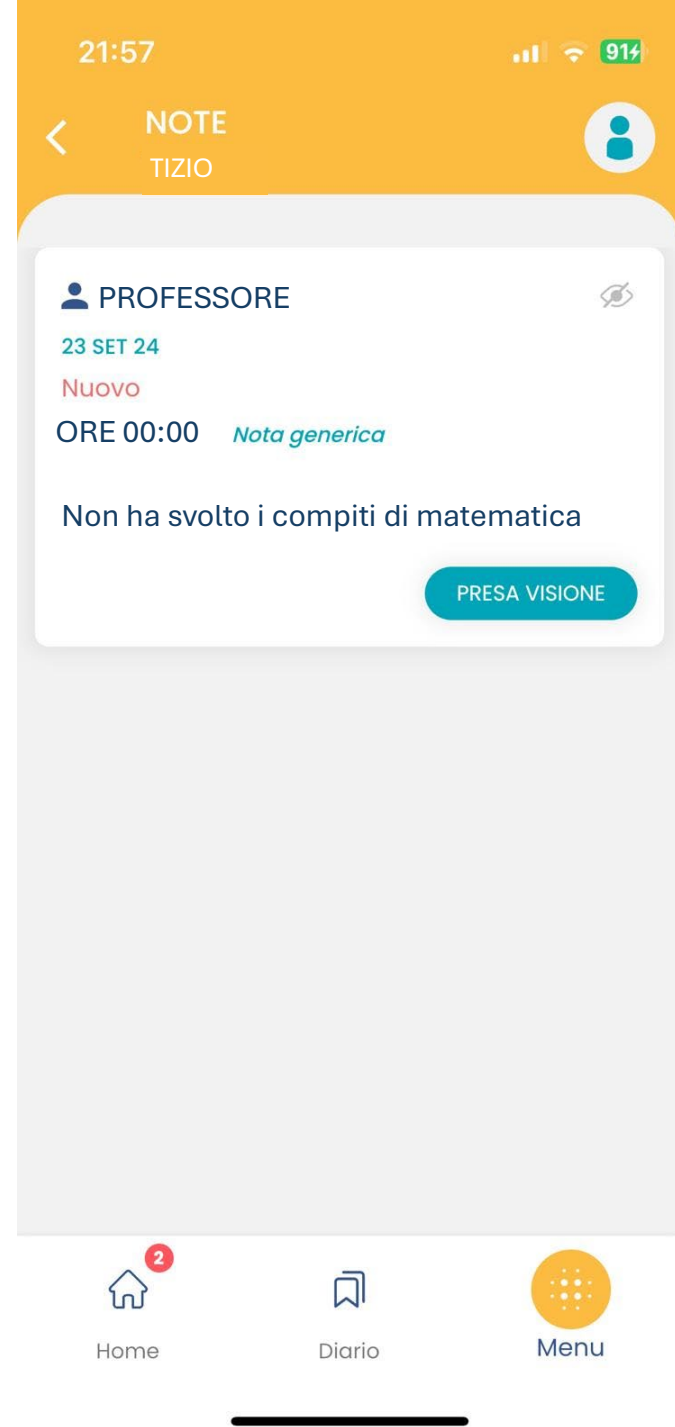 21:57
91
NOTE
TIZIO
PROFESSORE
23 SET 24
Nuovo
ORE 00:00 Nota generica
Non ha svolto i compiti di matematica
PRESA VISIONE
2
Home Diario Menu